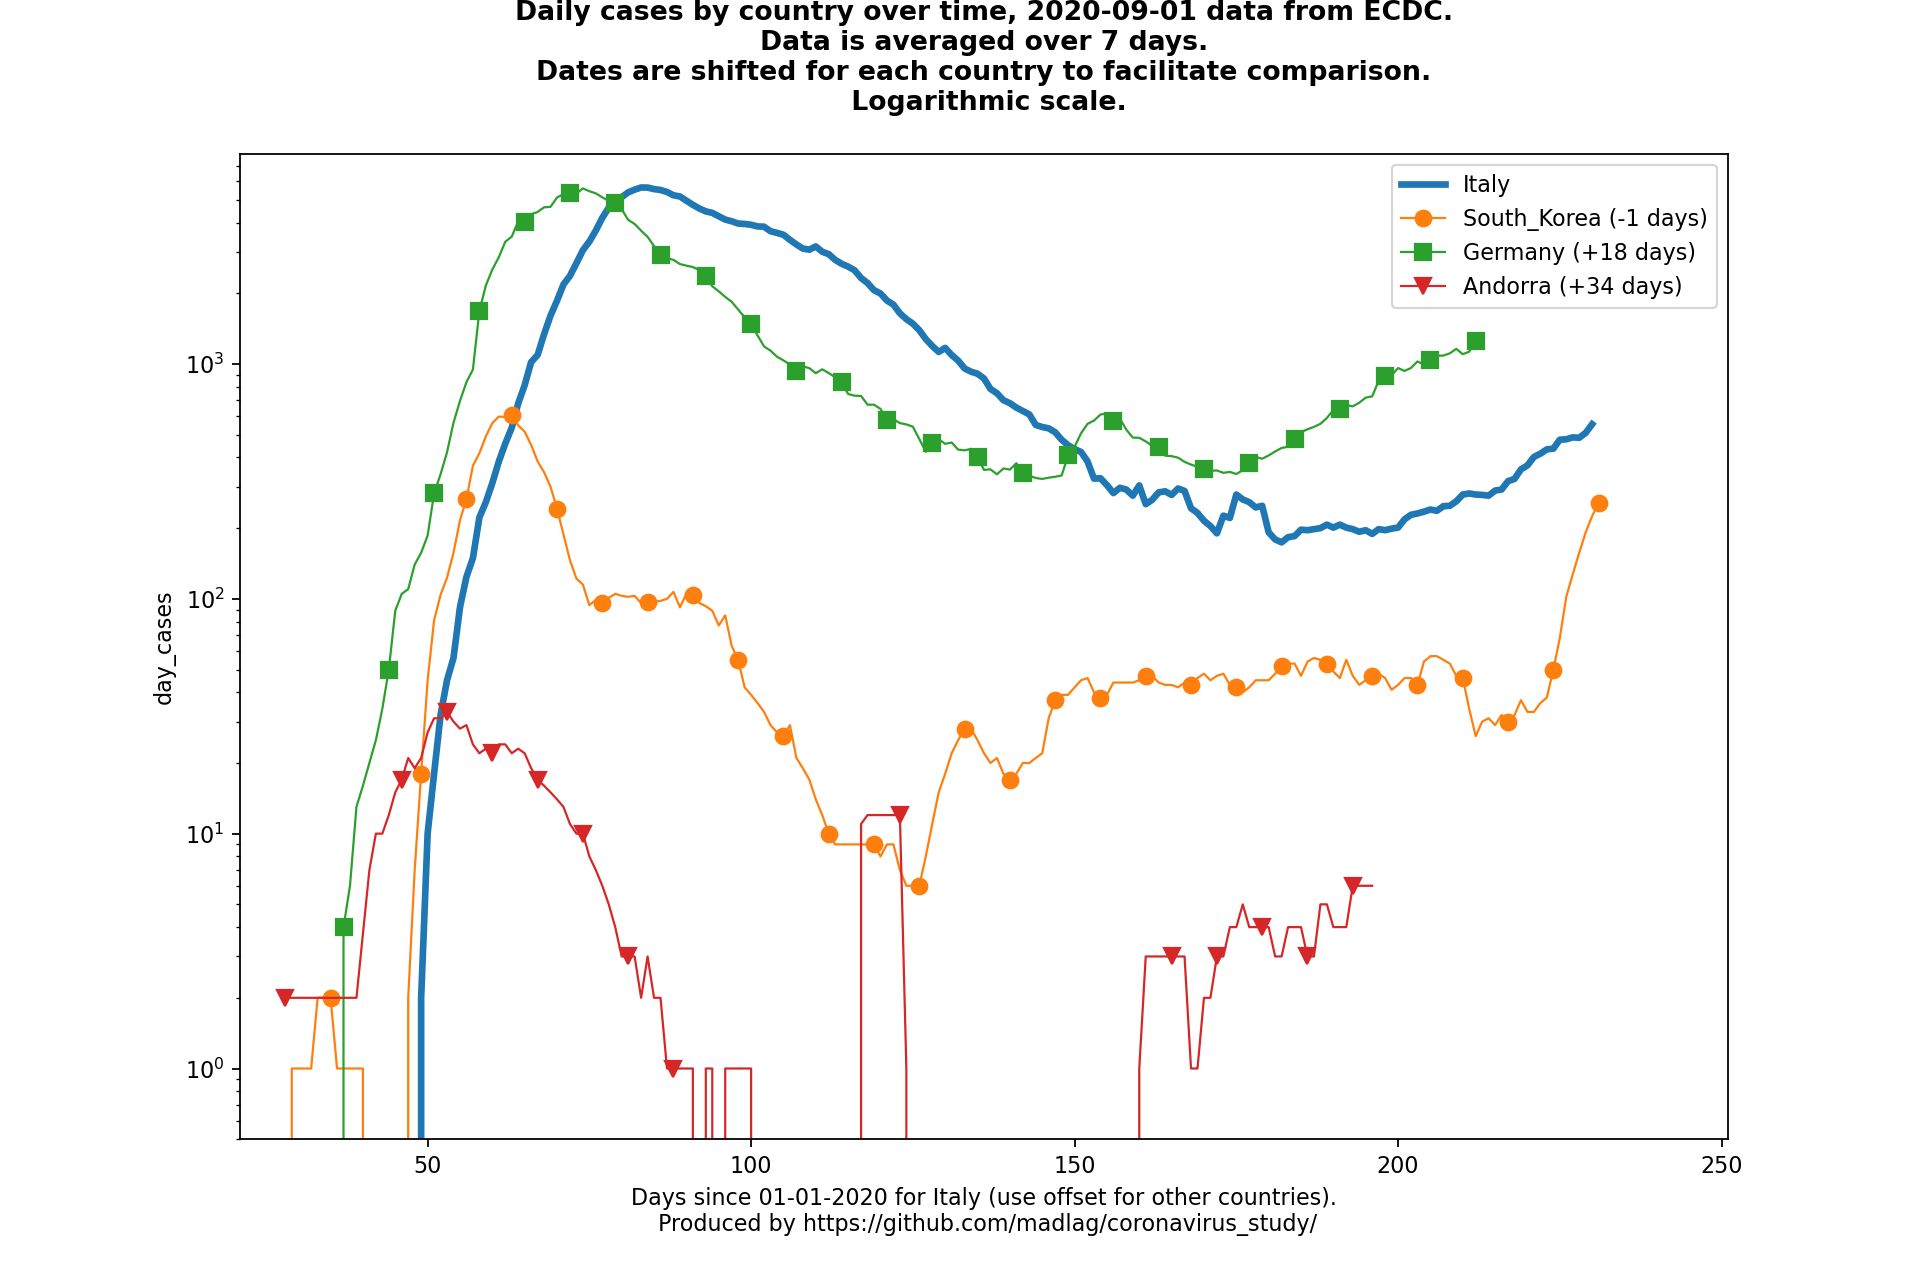 Daily cases by country over time, 2020-09-01 data from ECDC.
Data is averaged over 7 days.
Dates are shifted for each country to facilitate comparison.
Logarithmic scale.
Italy
South_Korea (-1 days)
Germany (+18 days)
Andorra (+34 days)
day_cases
10³
10²
10¹
10⁰
50 100 150 200 250
Days since 01-01-2020 for Italy (use offset for other countries).
Produced by https://github.com/madlag/coronavirus_study/